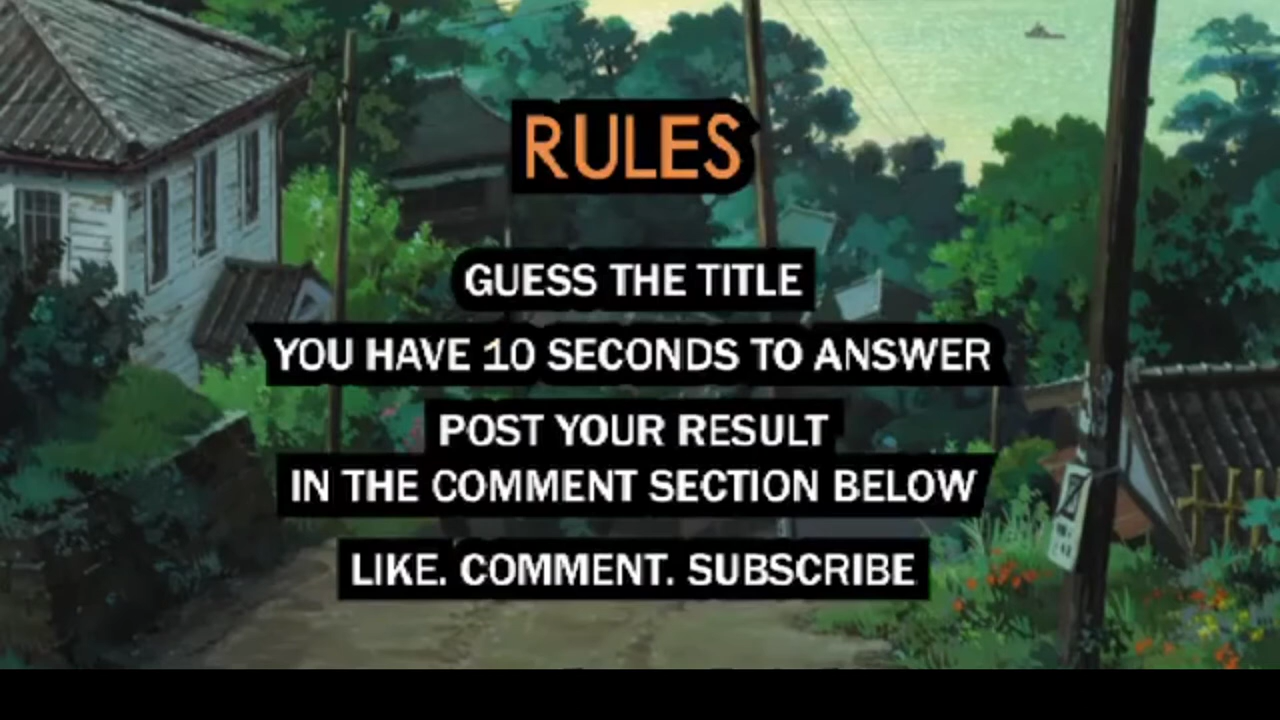 RULES
GUESS THE TITLE
YOU HAVE 10 SECONDS TO ANSWER
POST YOUR RESULT
IN THE COMMENT SECTION BELOW
LIKE. COMMENT. SUBSCRIBE